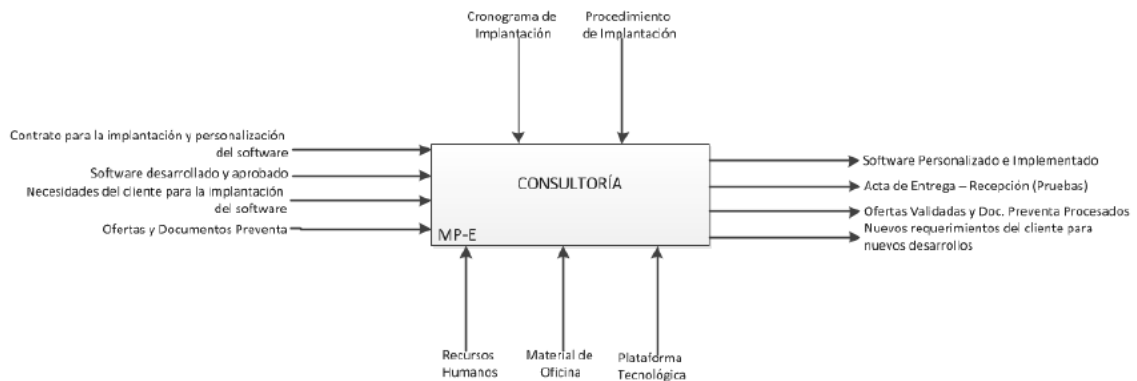 Cronograma de
Implantación
Procedimiento
de Implantación
Contrato para la implantación y personalización
del software
Software desarrollado y aprobado
Necesidades del cliente para la implantación
del software
Ofertas y Documentos Preventa
CONSULTORÍA
MP-E
Software Personalizado e Implementado
Acta de Entrega – Recepción (Pruebas)
Ofertas Validadas y Doc. Preventa Procesados
Nuevos requerimientos del cliente para
nuevos desarrollos
Recursos
Humanos
Material de
Oficina
Plataforma
Tecnológica